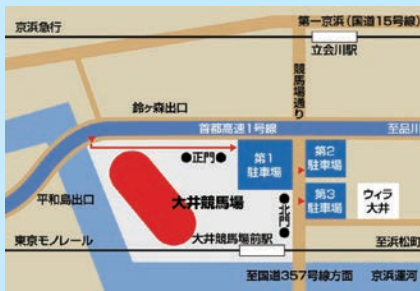 京浜急行
第一京浜(国道15号線)
立会川駅
競馬場通り
鈴ヶ森出口
首都高速1号線
至品川
●正門●
第1
駐車場
第2
駐車場
平和島出口
大井競馬場
●北門●
第3
駐車場
ウィラ
大井
東京モノレール
大井競馬場前駅
至浜松町
至国道357号線方面
京浜運河